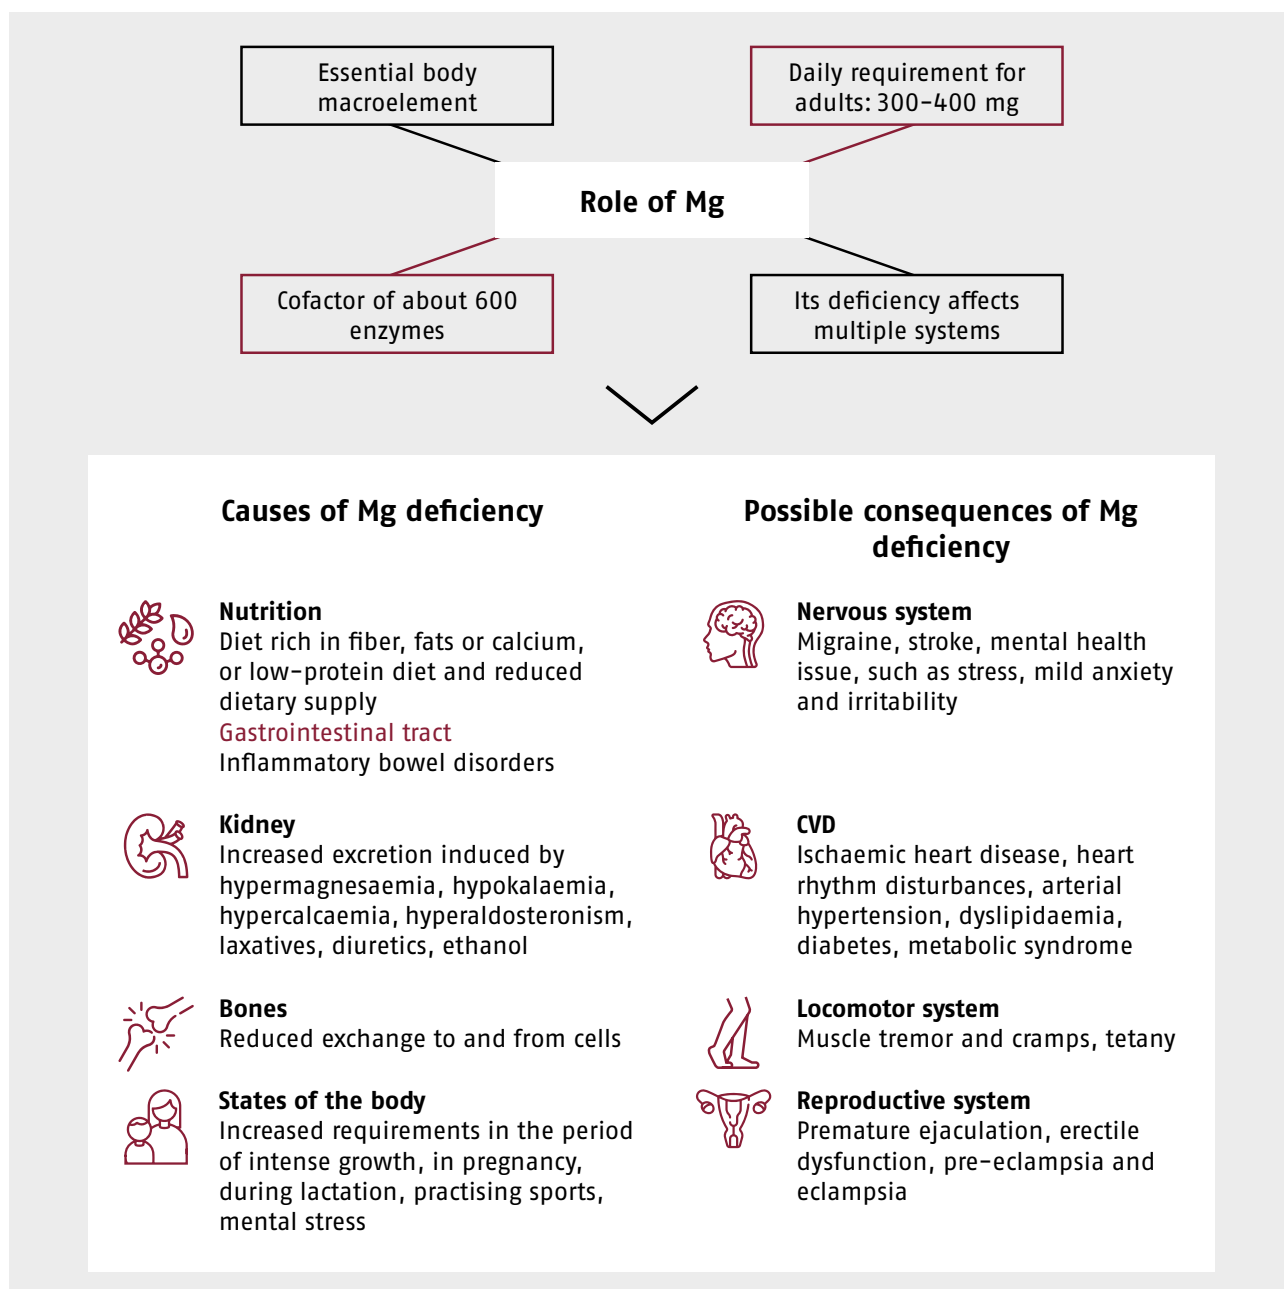 Essential body
macroelement
Daily requirement for
adults: 300–400 mg
Role of Mg
Cofactor of about 600
enzymes
Its deficiency affects
multiple systems
Causes of Mg deficiency
Nutrition
Diet rich in fiber, fats or calcium,
or low-protein diet and reduced
dietary supply
Gastrointestinal tract
Inflammatory bowel disorders
Kidney
Increased excretion induced by
hypermagnesaemia, hypokalaemia,
hypercalcaemia, hyperaldosteronism,
laxatives, diuretics, ethanol
Bones
Reduced exchange to and from cells
States of the body
Increased requirements in the period
of intense growth, in pregnancy,
during lactation, practising sports,
mental stress
Possible consequences of Mg
deficiency
Nervous system
Migraine, stroke, mental health
issue, such as stress, mild anxiety
and irritability
CVD
Ischaemic heart disease, heart
rhythm disturbances, arterial
hypertension, dyslipidaemia,
diabetes, metabolic syndrome
Locomotor system
Muscle tremor and cramps, tetany
Reproductive system
Premature ejaculation, erectile
dysfunction, pre-eclampsia and
eclampsia